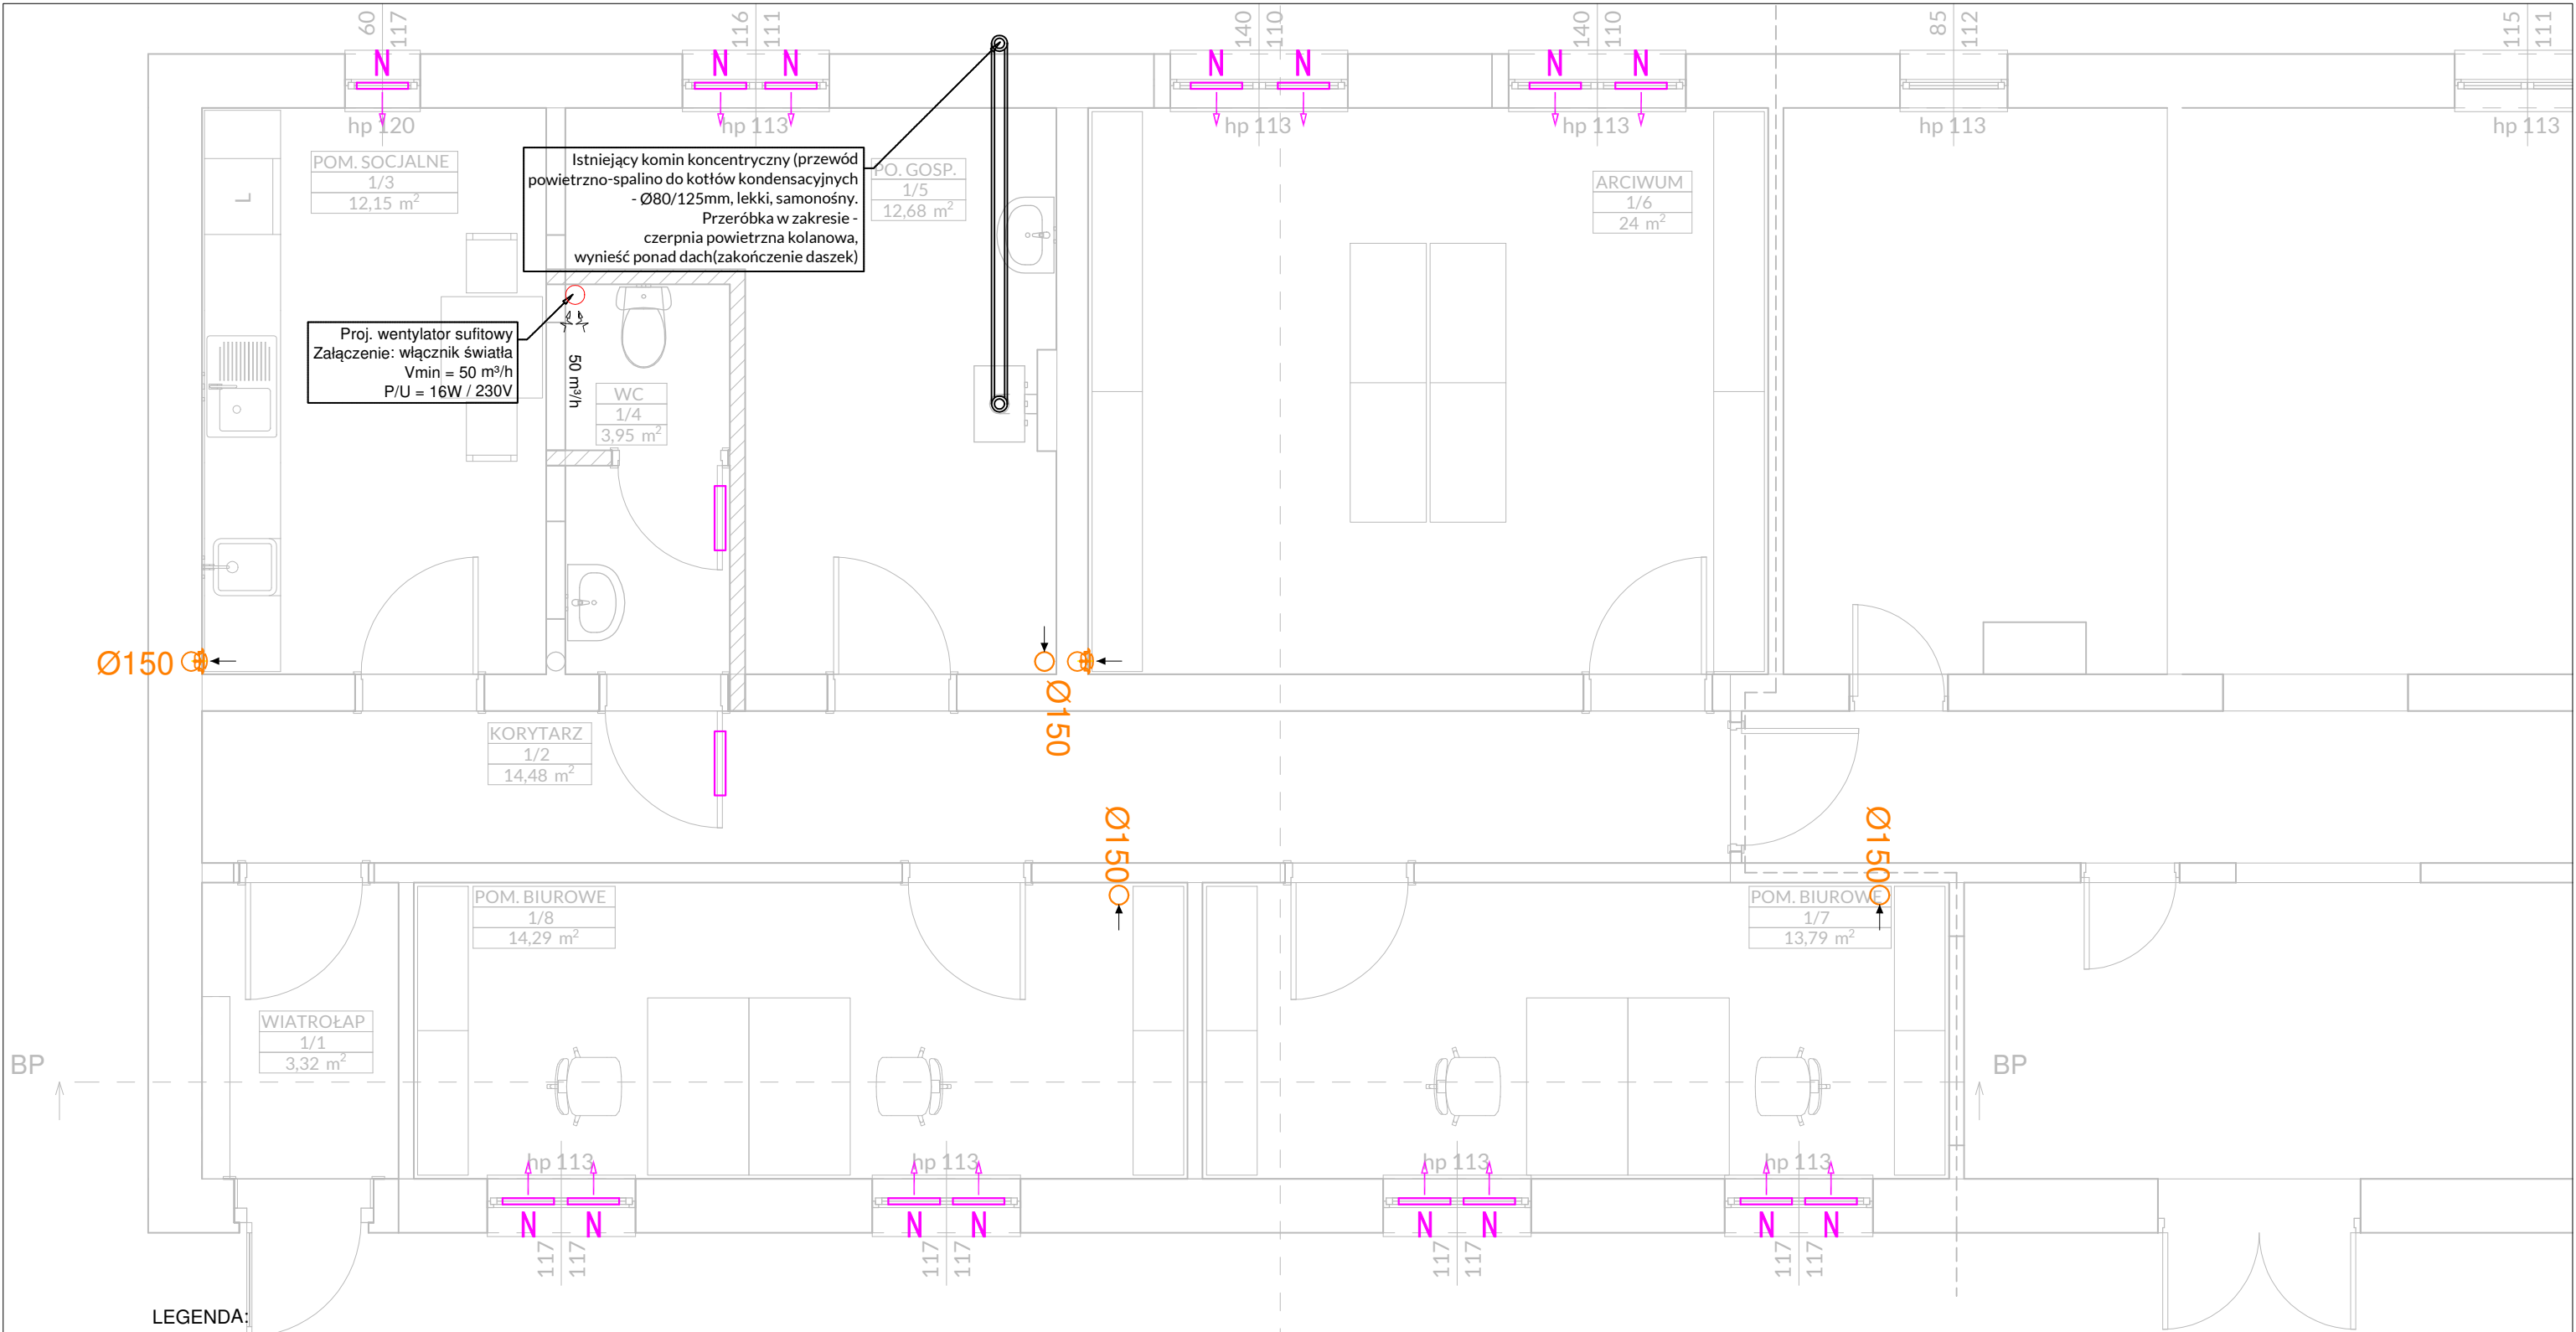 60
117
116
111
140
110
140
110
85
112
115
111
N
N
N
N
N
N
N
hp 120
hp 113
hp 113
hp 113
hp 113
hp 113
POM. SOCJALNE
1/3
12,15 m²
L
Istniejący komin koncentryczny (przewód
powietrzno-spalino do kotłów kondensacyjnych
- Ø80/125mm, lekki, samonośny.
Przeróbka w zakresie -
czerpnia powietrzna kolanowa,
wynieść ponad dach(zakończenie daszek)
PO. GOSP.
1/5
12,68 m²
ARCIWUM
1/6
24 m²
Proj. wentylator sufitowy
Załączenie: włącznik światła
Vmin = 50 m³/h
P/U = 16W / 230V
50 m³/h
WC
1/4
3,95 m²
Ø150
Ø150
KORYTARZ
1/2
14,48 m²
Ø150
Ø150
POM. BIUROWE
1/8
14,29 m²
POM. BIUROWE
1/7
13,79 m²
WIATROŁAP
1/1
3,32 m²
BP
BP
hp 113
hp 113
hp 113
hp 113
N
N
N
N
N
N
N
N
117
117
117
117
117
117
117
117
LEGENDA: